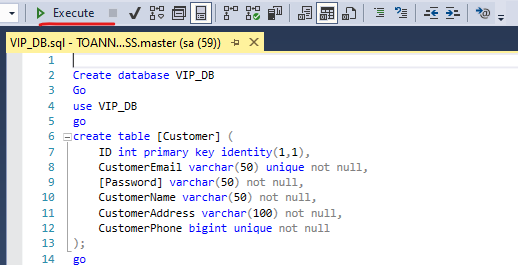 Execute
VIP_DB.sql - TOANN...SS.master (sa (59))
1
2 Create database VIP_DB
3 Go
4 use VIP_DB
5 go
6 create table [Customer] (
7 ID int primary key identity(1,1),
8 CustomerEmail varchar(50) unique not null,
9 [Password] varchar(50) not null,
10 CustomerName varchar(50) not null,
11 CustomerAddress varchar(100) not null,
12 CustomerPhone bigint unique not null
13 );
14 go